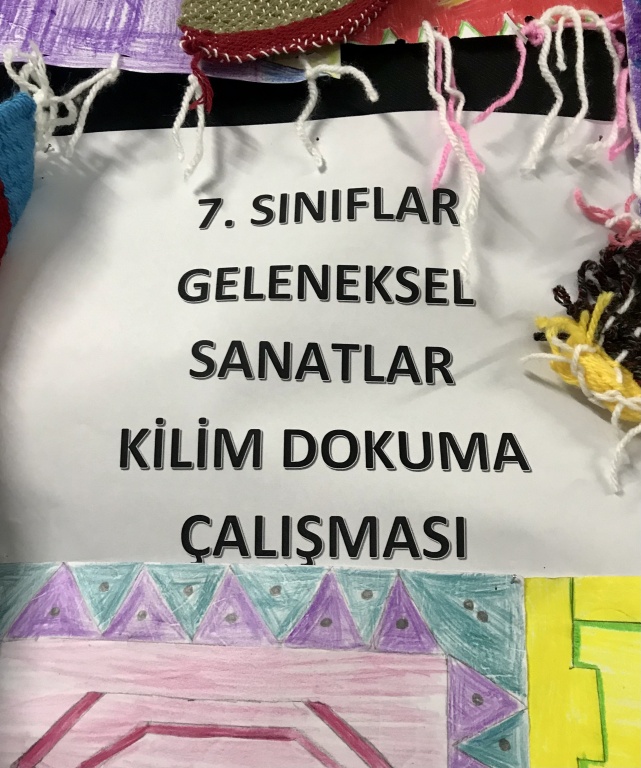 7. SINIFLAR
GELENEKSEL
SANATLAR
KİLİM DOKUMA
ÇALIŞMASI